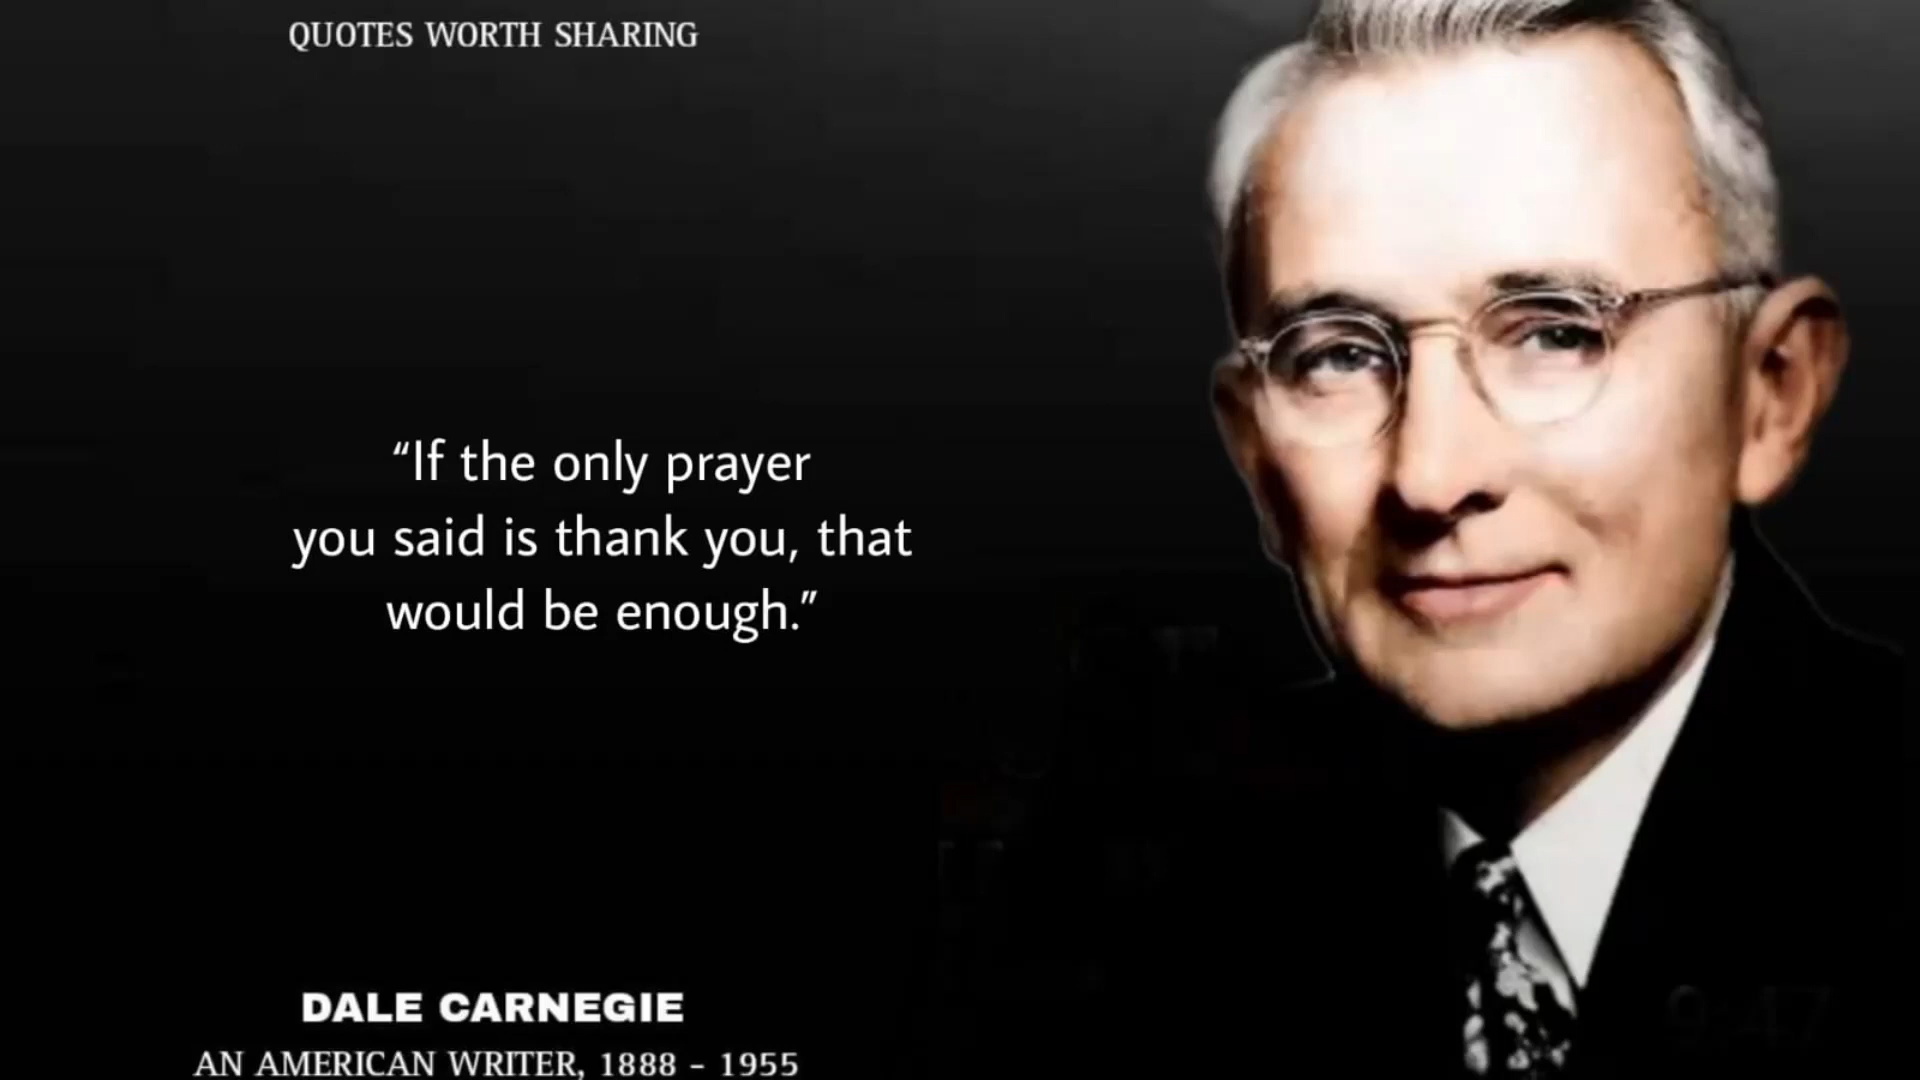 QUOTES WORTH SHARING
“If the only prayer
you said is thank you, that
would be enough.”
DALE CARNEGIE
AN AMERICAN WRITER, 1888 – 1955